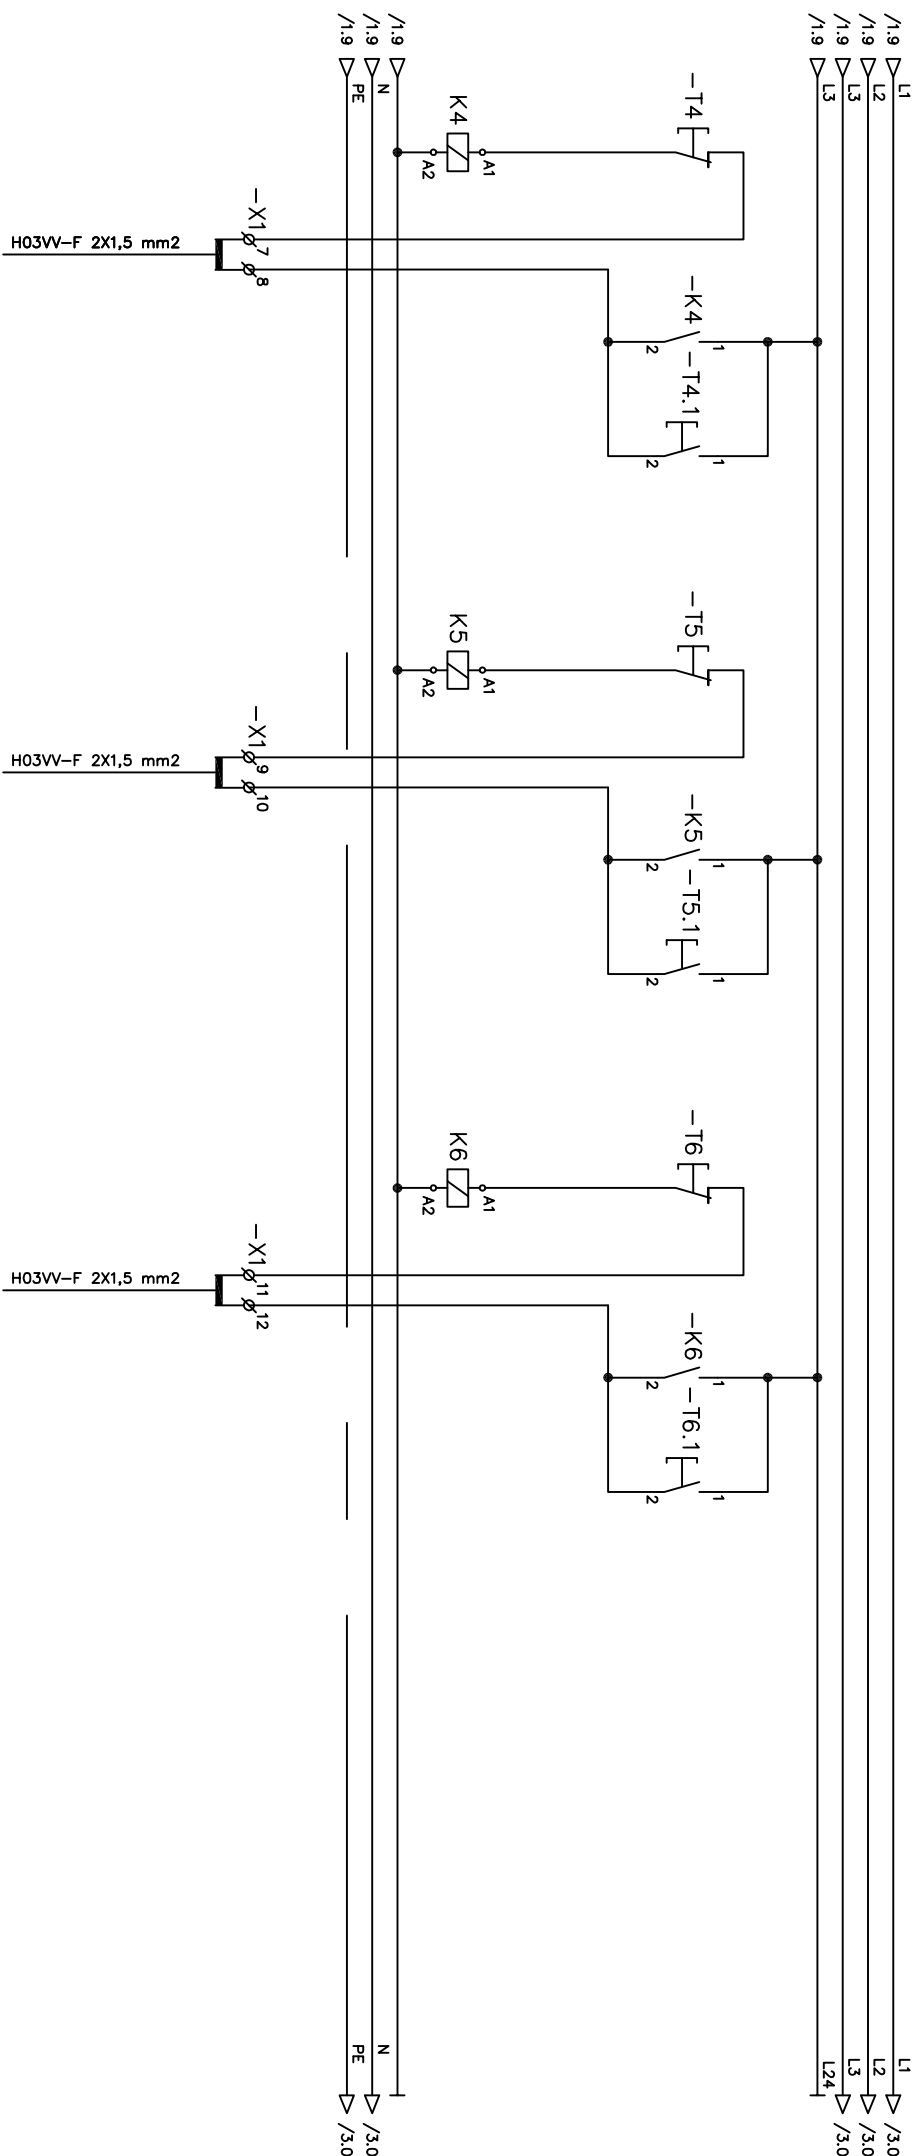 /1.9 L1 L1 /3.0
/1.9 L2 L2 /3.0
/1.9 L3 L3 /3.0
/1.9 L3 L24
-T4
-K4
1
2
-T4.1
1
2
-T5
-K5
1
2
-T5.1
1
2
-T6
-K6
1
2
-T6.1
1
2
K4
A1
A2
K5
A1
A2
K6
A1
A2
/1.9
/1.9 N N /3.0
/1.9 PE PE /3.0
-X1
7
8
-X1
9
10
-X1
11
12
H03VV-F 2X1,5 mm2
H03VV-F 2X1,5 mm2
H03VV-F 2X1,5 mm2